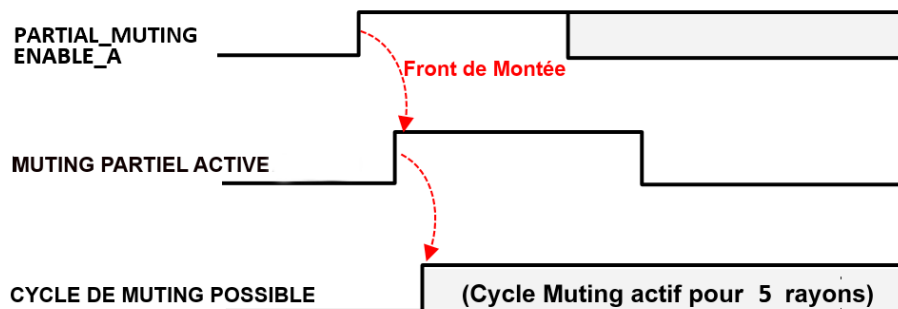 PARTIAL_MUTING
ENABLE_A
Front de Montée
MUTING PARTIEL ACTIVE
CYCLE DE MUTING POSSIBLE
(Cycle Muting actif pour 5 rayons)